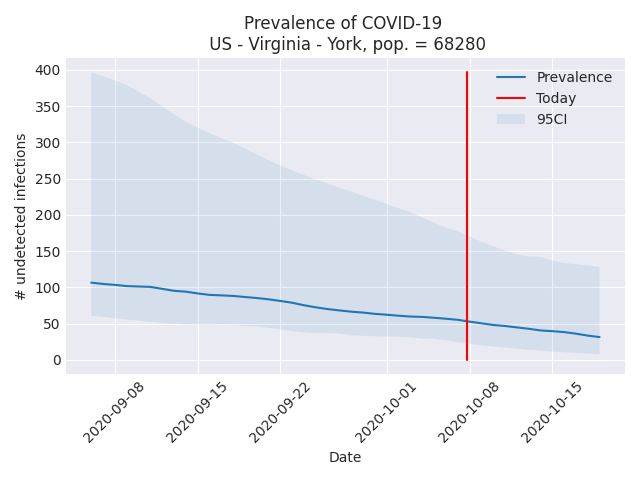 Prevalence of COVID-19
US - Virginia - York, pop. = 68280
Prevalence
Today
95CI
400
350
300
250
200
150
100
50
0
# undetected infections
2020-09-08
2020-09-15
2020-09-22
2020-10-01
2020-10-08
2020-10-15
Date